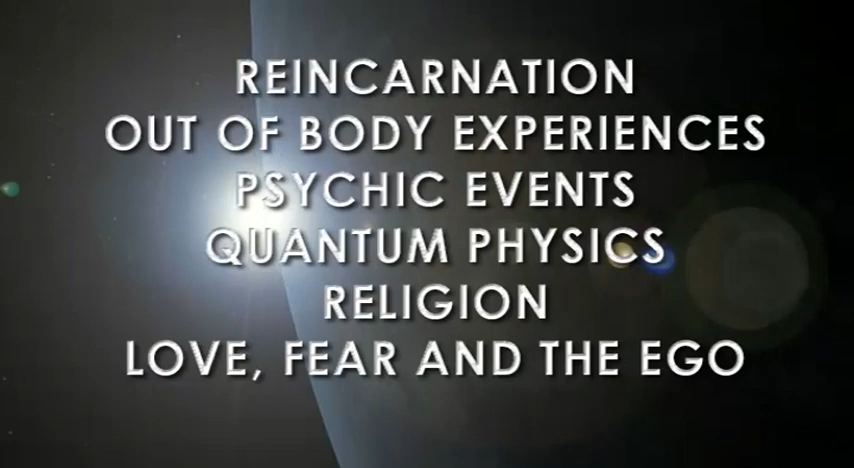 REINCARNATION
OUT OF BODY EXPERIENCES
PSYCHIC EVENTS
QUANTUM PHYSICS
RELIGION
LOVE, FEAR AND THE EGO